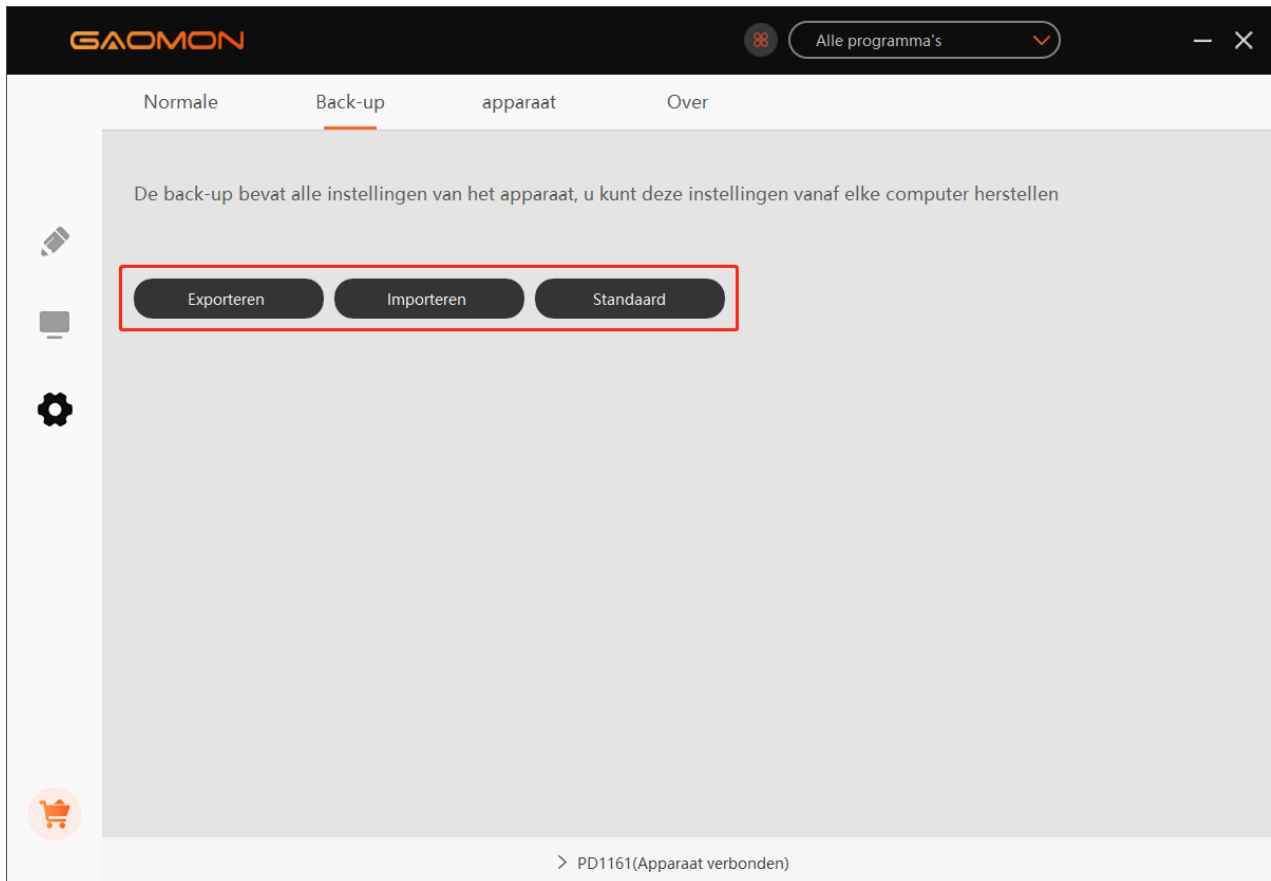 GAOMON
Alle programma's
Normale Back-up apparaat Over
De back-up bevat alle instellingen van het apparaat, u kunt deze instellingen vanaf elke computer herstellen
Exporteren Importeren Standaard
PD1161(Apparaat verbonden)